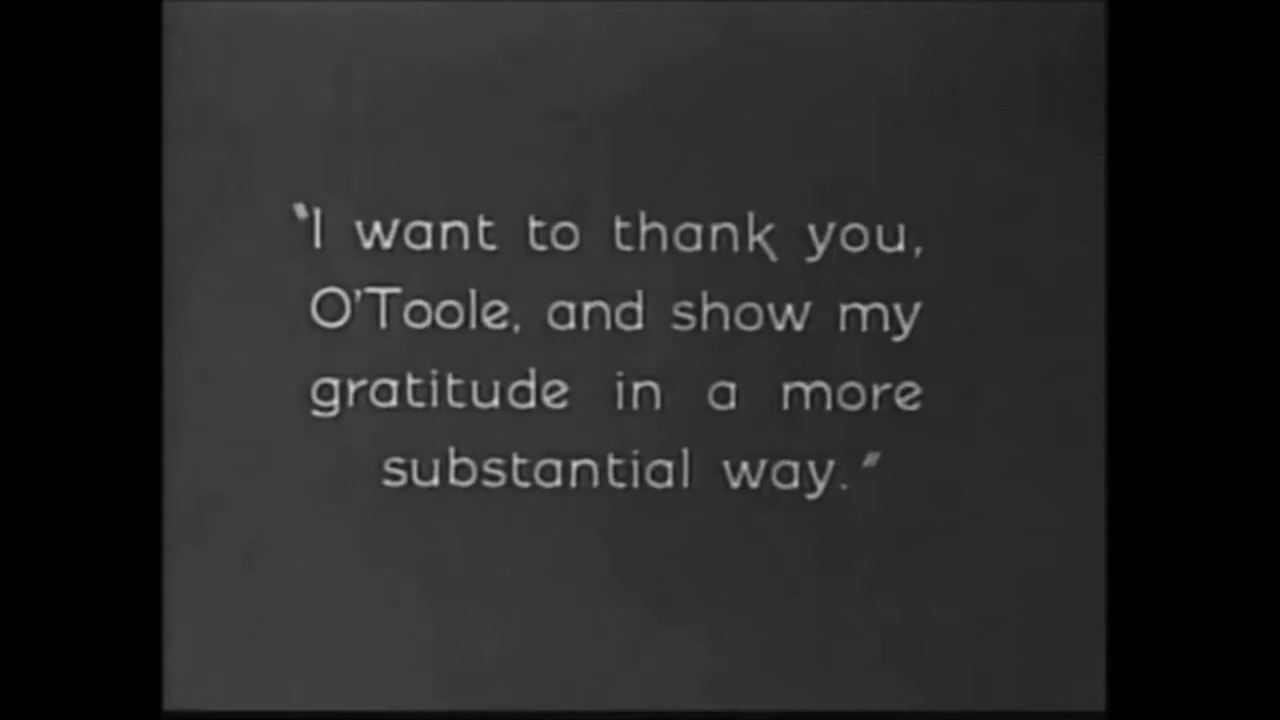 "I want to thank you,
O'Toole, and show my
gratitude in a more
substantial way."